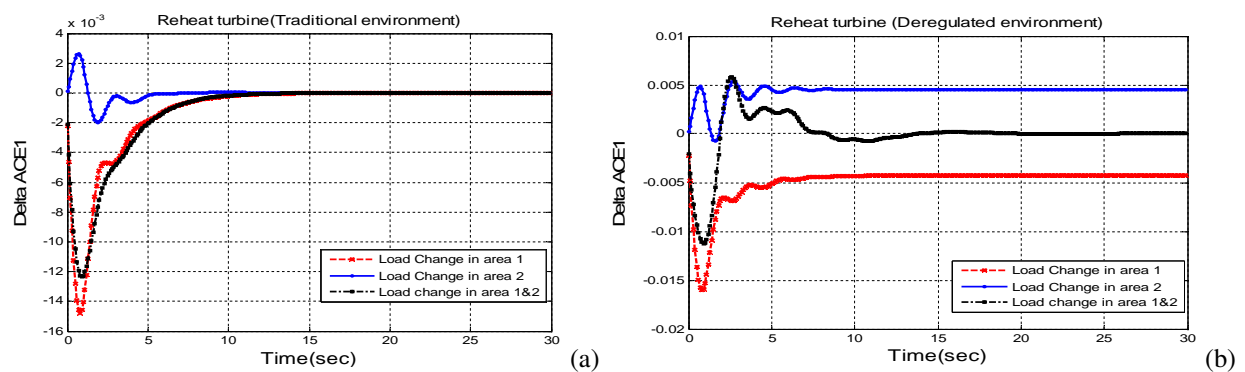 Reheat turbine(Traditional environment)
x 10^-3
4
2
0
-2
-4
-6
-8
-10
-12
-14
-16
Delta ACE1
0 5 10 15 20 25 30
Time(sec)
Load Change in area 1
Load Change in area 2
Load change in area 1&2
(a)
Reheat turbine (Deregulated environment)
0.01
0.005
0
-0.005
-0.01
-0.015
-0.02
Delta ACE1
0 5 10 15 20 25 30
Time(sec)
Load Change in area 1
Load Change in area 2
Load change in area 1&2
(b)